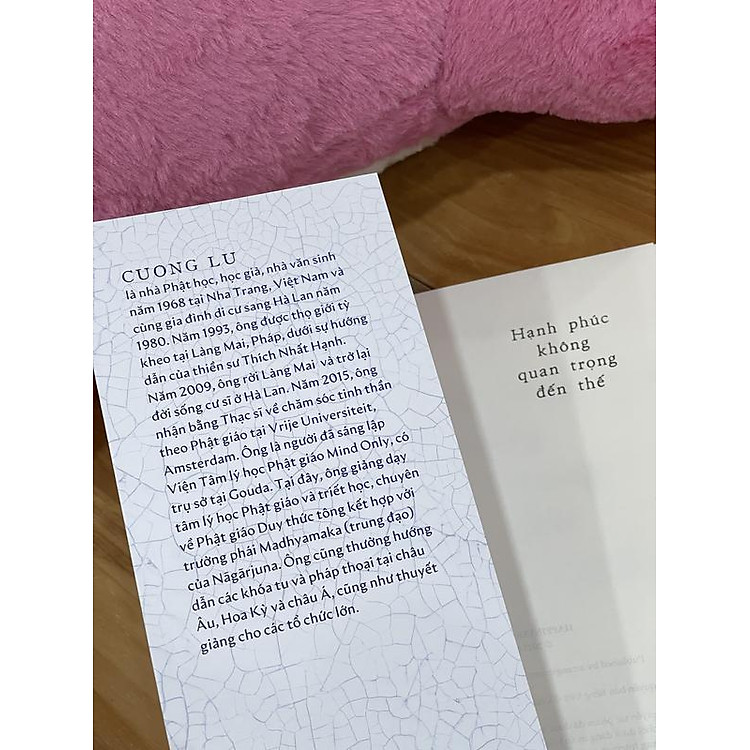 CUONG LU
là nhà Phật học, học giả, nhà văn sinh
năm 1968 tại Nha Trang, Việt Nam và
cùng gia đình di cư sang Hà Lan năm
1980. Năm 1993, ông được thọ giới tỳ
kheo tại Làng Mai, Pháp, dưới sự hướng
dẫn của thiền sư Thích Nhất Hạnh.
Năm 2009, ông rời Làng Mai và trở lại
đời sống cư sĩ ở Hà Lan. Năm 2015, ông
nhận bằng Thạc sĩ về chăm sóc tinh thần
theo Phật giáo tại Vrije Universiteit,
Amsterdam. Ông là người đã sáng lập
Viện Tâm lý học Phật giáo Mind Only, có
trụ sở tại Gouda. Tại đây, ông giảng dạy
tâm lý học Phật giáo và triết học, chuyên
về Phật giáo Duy thức tông kết hợp với
trường phái Madhyamaka (trung đạo)
của Nāgārjuna. Ông cũng thường hướng
dẫn các khóa tu và pháp thoại tại châu
Âu, Hoa Kỳ và châu Á, cũng như thuyết
giảng cho các tổ chức lớn.
Hạnh phúc
không
quan trọng
đến thế